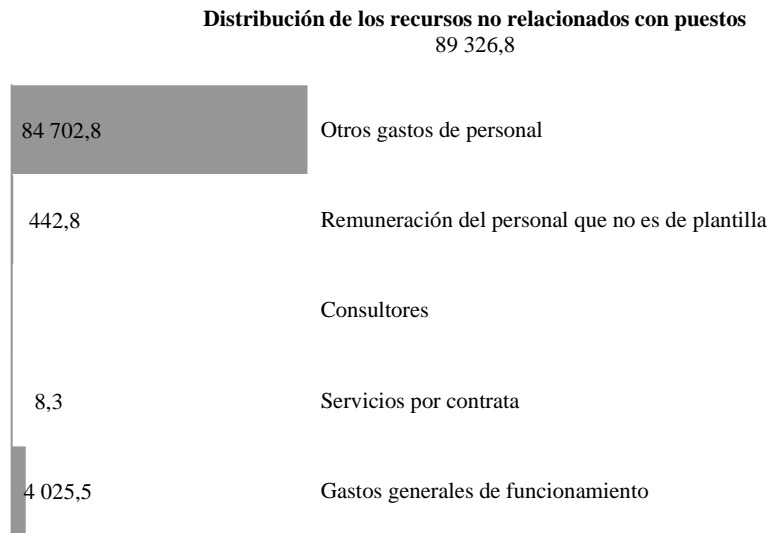 Distribución de los recursos no relacionados con puestos
89 326,8
84 702,8 Otros gastos de personal
442,8 Remuneración del personal que no es de plantilla
Consultores
8,3 Servicios por contrata
4 025,5 Gastos generales de funcionamiento